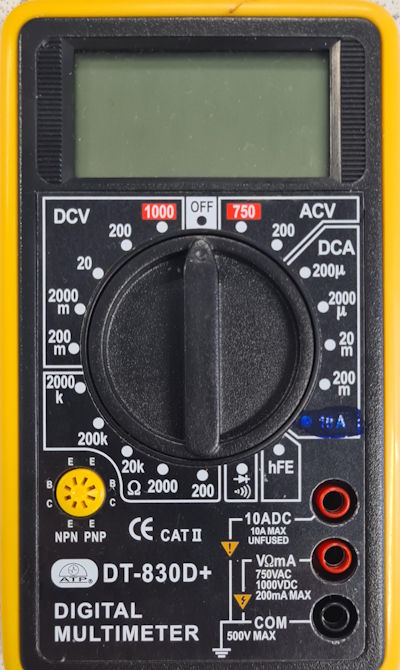 DCV 1000 OFF 750 ACV
200 200
DCA
20 200µ
2000
m
2000
µ
200
m
20
m
2000
k
200
m
200k 10 A
20k Ω 2000 200 hFE
E E
B B
C C
E E
NPN PNP
CE CAT II
10ADC
10A MAX
UNFUSED
ATP® DT-830D+
VΩmA
750VAC
1000VDC
200mA MAX
DIGITAL
MULTIMETER
COM
500V MAX